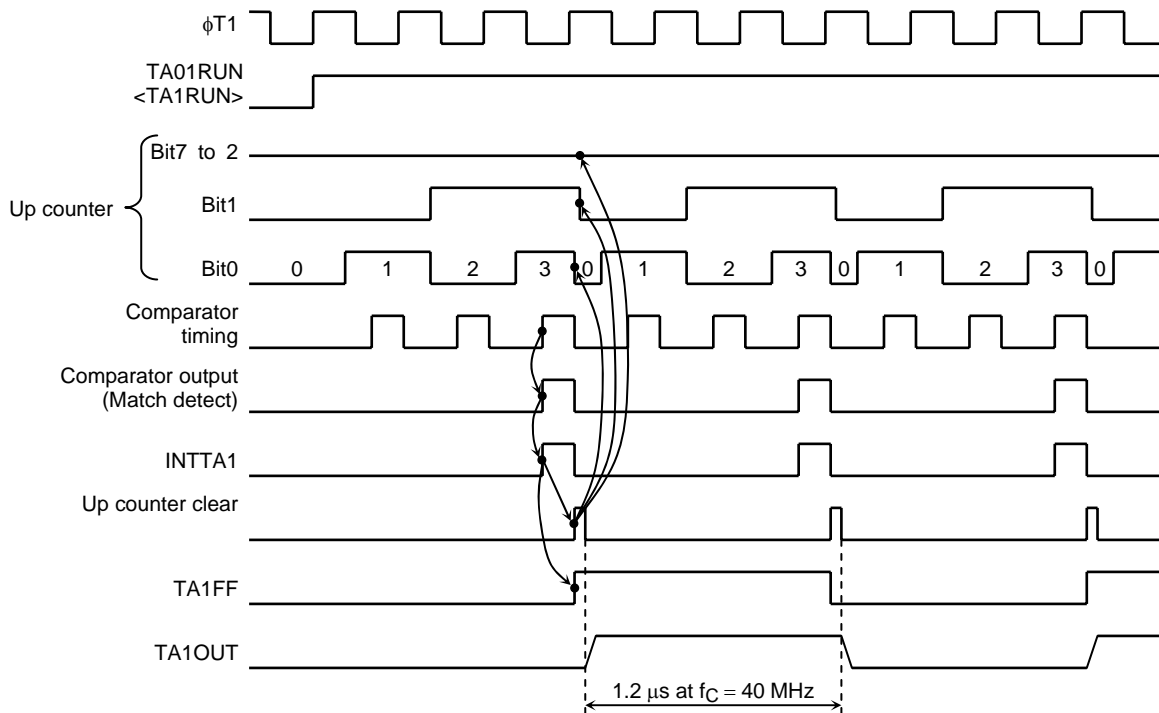 ϕT1
TA01RUN
<TA1RUN>
Bit7 to 2
Up counter
Bit1
Bit0
0 1 2 3 0 1 2 3 0 1 2 3 0
Comparator
timing
Comparator output
(Match detect)
INTTA1
Up counter clear
TA1FF
TA1OUT
1.2 μs at fC = 40 MHz